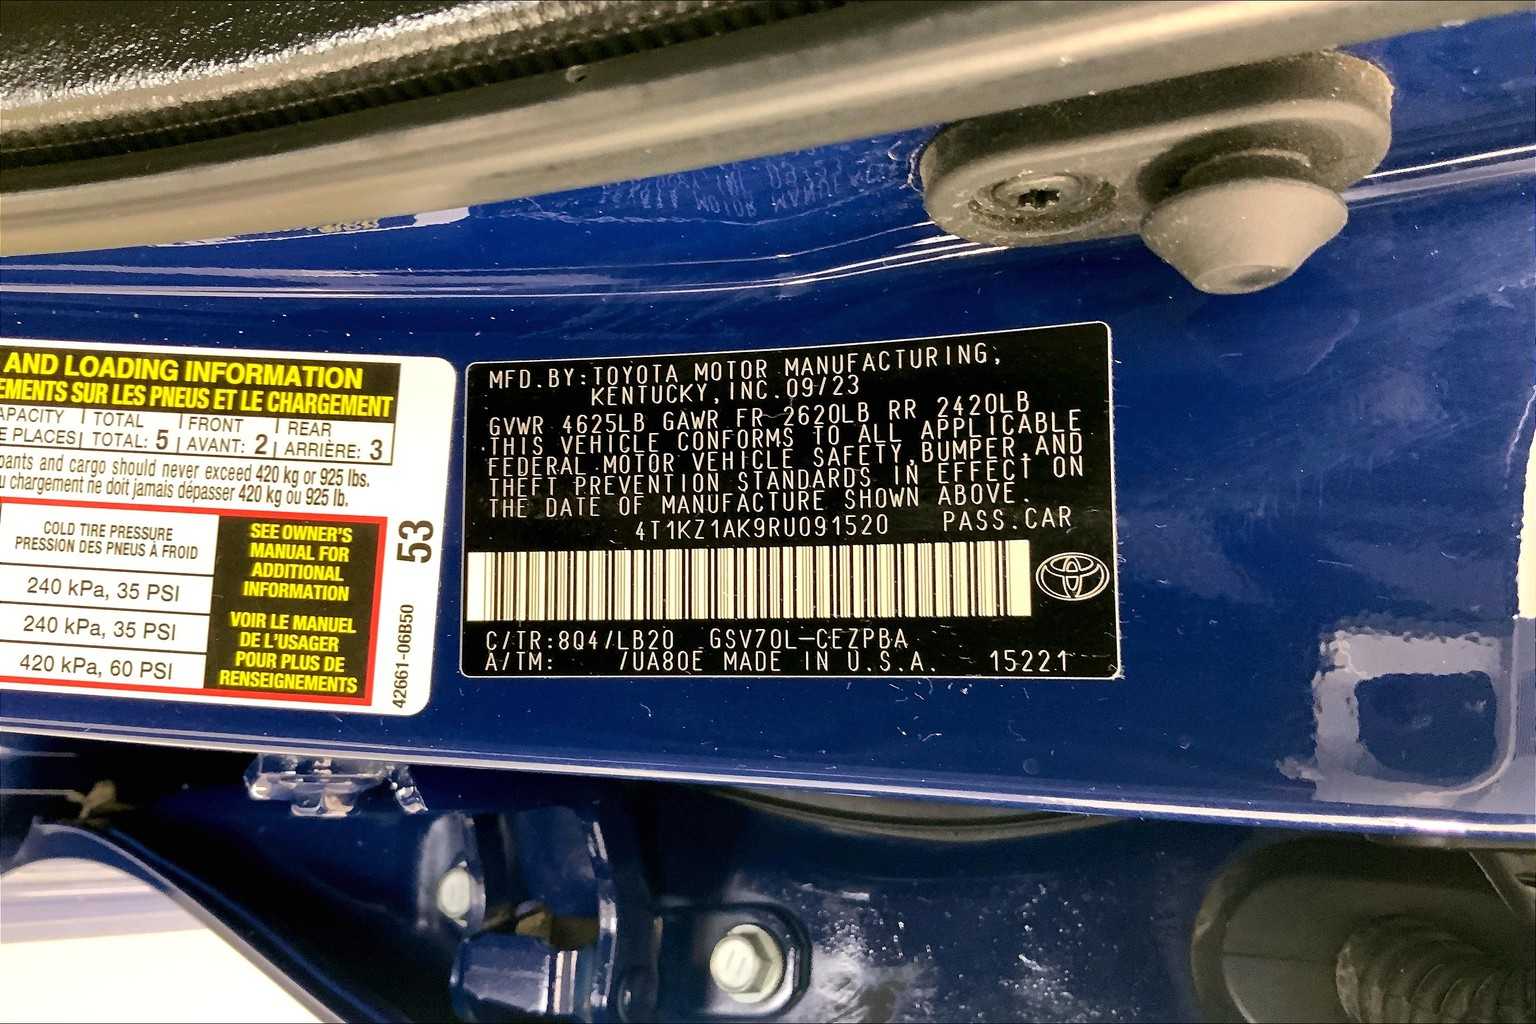 AND LOADING INFORMATION
EMENTS SUR LES PNEUS ET LE CHARGEMENT
APACITY TOTAL FRONT REAR
E PLACES TOTAL: 5 AVANT: 2 ARRIÈRE: 3
pants and cargo should never exceed 420 kg or 925 lbs.
u chargement ne doit jamais dépasser 420 kg ou 925 lb.
COLD TIRE PRESSURE
PRESSION DES PNEUS À FROID
240 kPa, 35 PSI
240 kPa, 35 PSI
420 kPa, 60 PSI
SEE OWNER'S
MANUAL FOR
ADDITIONAL
INFORMATION
VOIR LE MANUEL
DE L'USAGER
POUR PLUS DE
RENSEIGNEMENTS
53
42661-06B50
MFD.BY:TOYOTA MOTOR MANUFACTURING,
KENTUCKY,INC.09/23
GVWR 4625LB GAWR FR 2620LB RR 2420LB
THIS VEHICLE CONFORMS TO ALL APPLICABLE
FEDERAL MOTOR VEHICLE SAFETY,BUMPER,AND
THEFT PREVENTION STANDARDS IN EFFECT ON
THE DATE OF MANUFACTURE SHOWN ABOVE.
4T1KZ1AK9RU091520 PASS.CAR
C/TR:8Q4/LB20 GSV70L-CEZPBA
A/TM: /UA80E MADE IN U.S.A. 15221